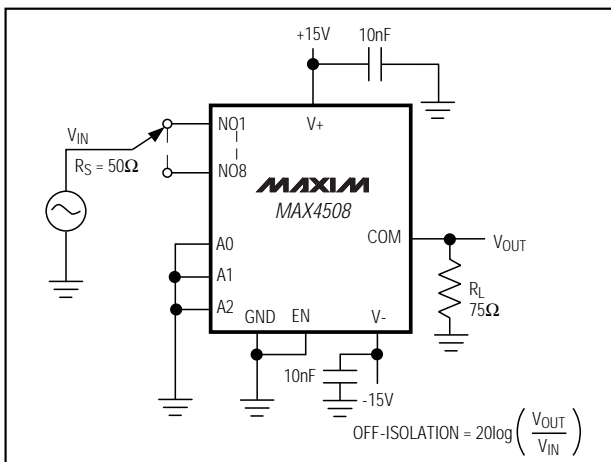 +15V
10nF
V+
NO1
NO8
V_IN
R_S = 50Ω
MAXIM
MAX4508
COM
V_OUT
A0
A1
A2
R_L
75Ω
GND
EN
V-
10nF
-15V
OFF-ISOLATION = 20log(V_OUT/V_IN)